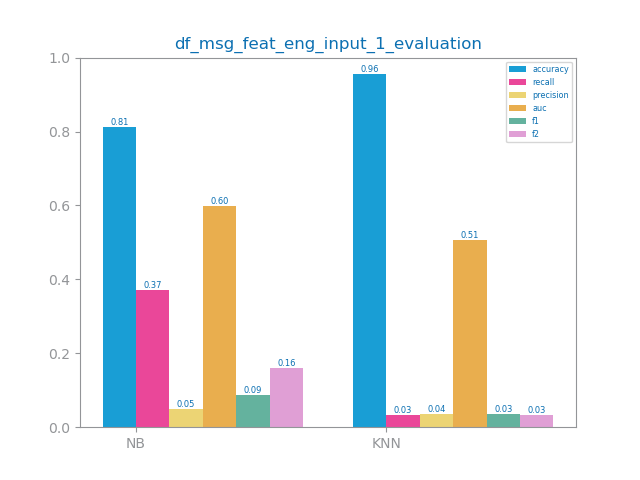 df_msg_feat_eng_input_1_evaluation
1.0
0.8
0.6
0.4
0.2
0.0
accuracy
recall
precision
auc
f1
f2
0.81
0.37
0.05
0.60
0.09
0.16
0.96
0.03
0.04
0.51
0.03
0.03
NB
KNN